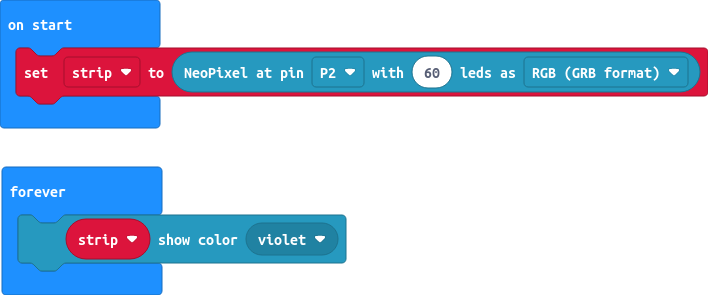 on start
set strip to NeoPixel at pin P2 with 60 leds as RGB (GRB format)
forever
strip show color violet